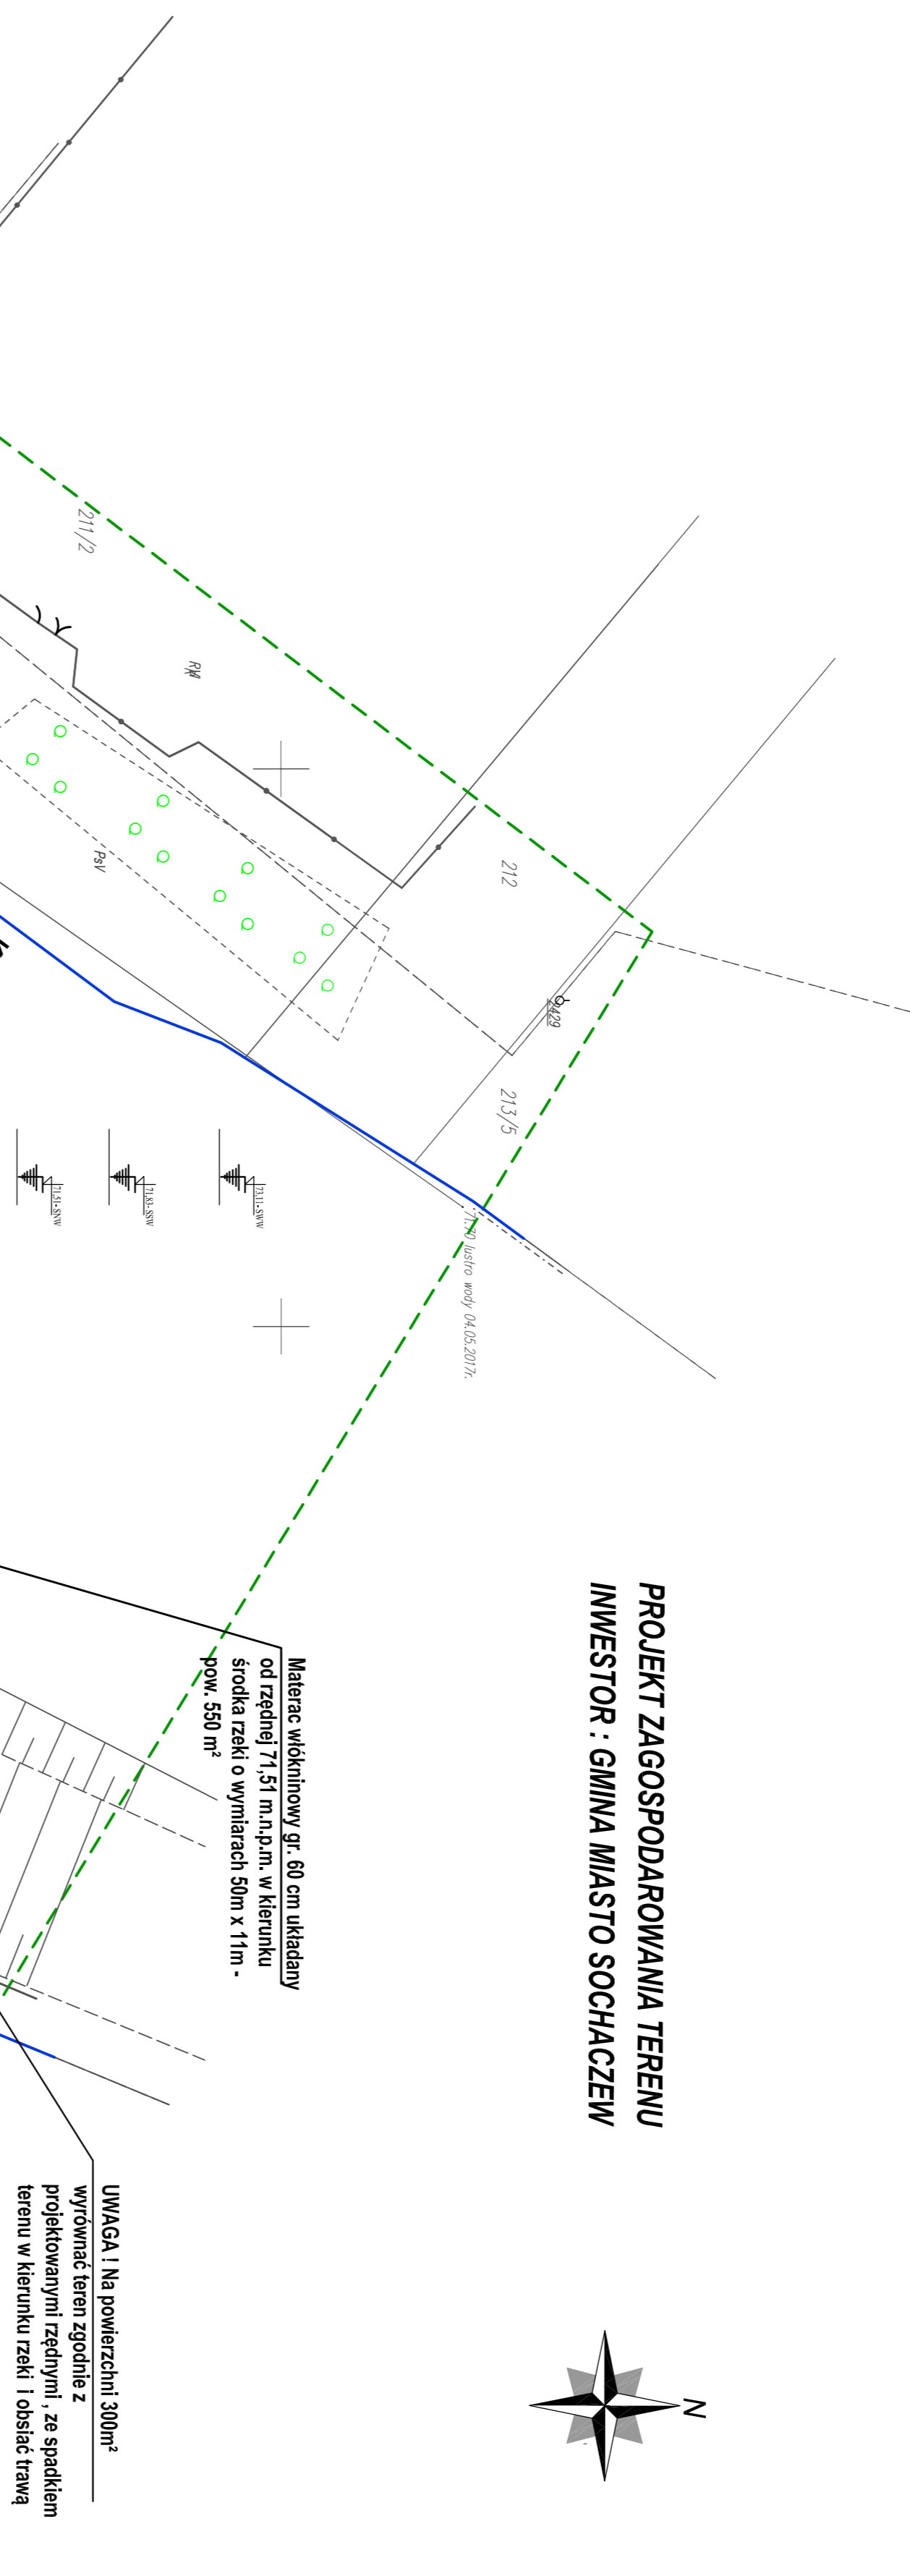 PROJEKT ZAGOSPODAROWANIA TERENU
INWESTOR : GMINA MIASTO SOCHACZEW
N
Materac włókninowy gr. 60 cm układany
od rzędnej 71,51 m.n.p.m. w kierunku
środka rzeki o wymiarach 50m x 11m -
pow. 550 m²
UWAGA ! Na powierzchni 300m²
wyrównać teren zgodnie z
projektowanymi rzędnymi , ze spadkiem
terenu w kierunku rzeki i obsiać trawą
211/2
212
213/5
PsV
71,70 lustro wody 04.05.2017r.
73,11-SWW
71,83-SSW
71,51-SNW